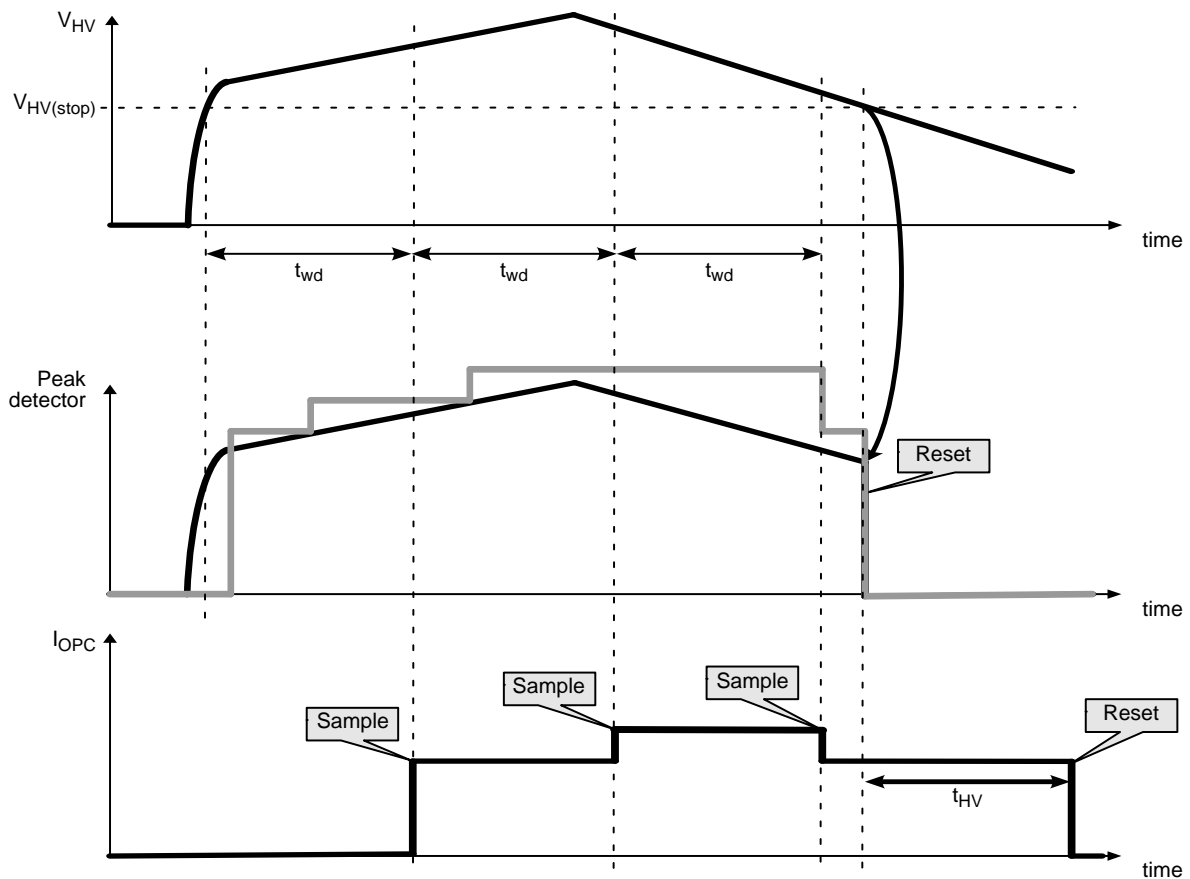 VHV
VHV(stop)
time
twd
twd
twd
Peak
detector
Reset
time
IOPC
Sample
Sample
Sample
Reset
tHV
time